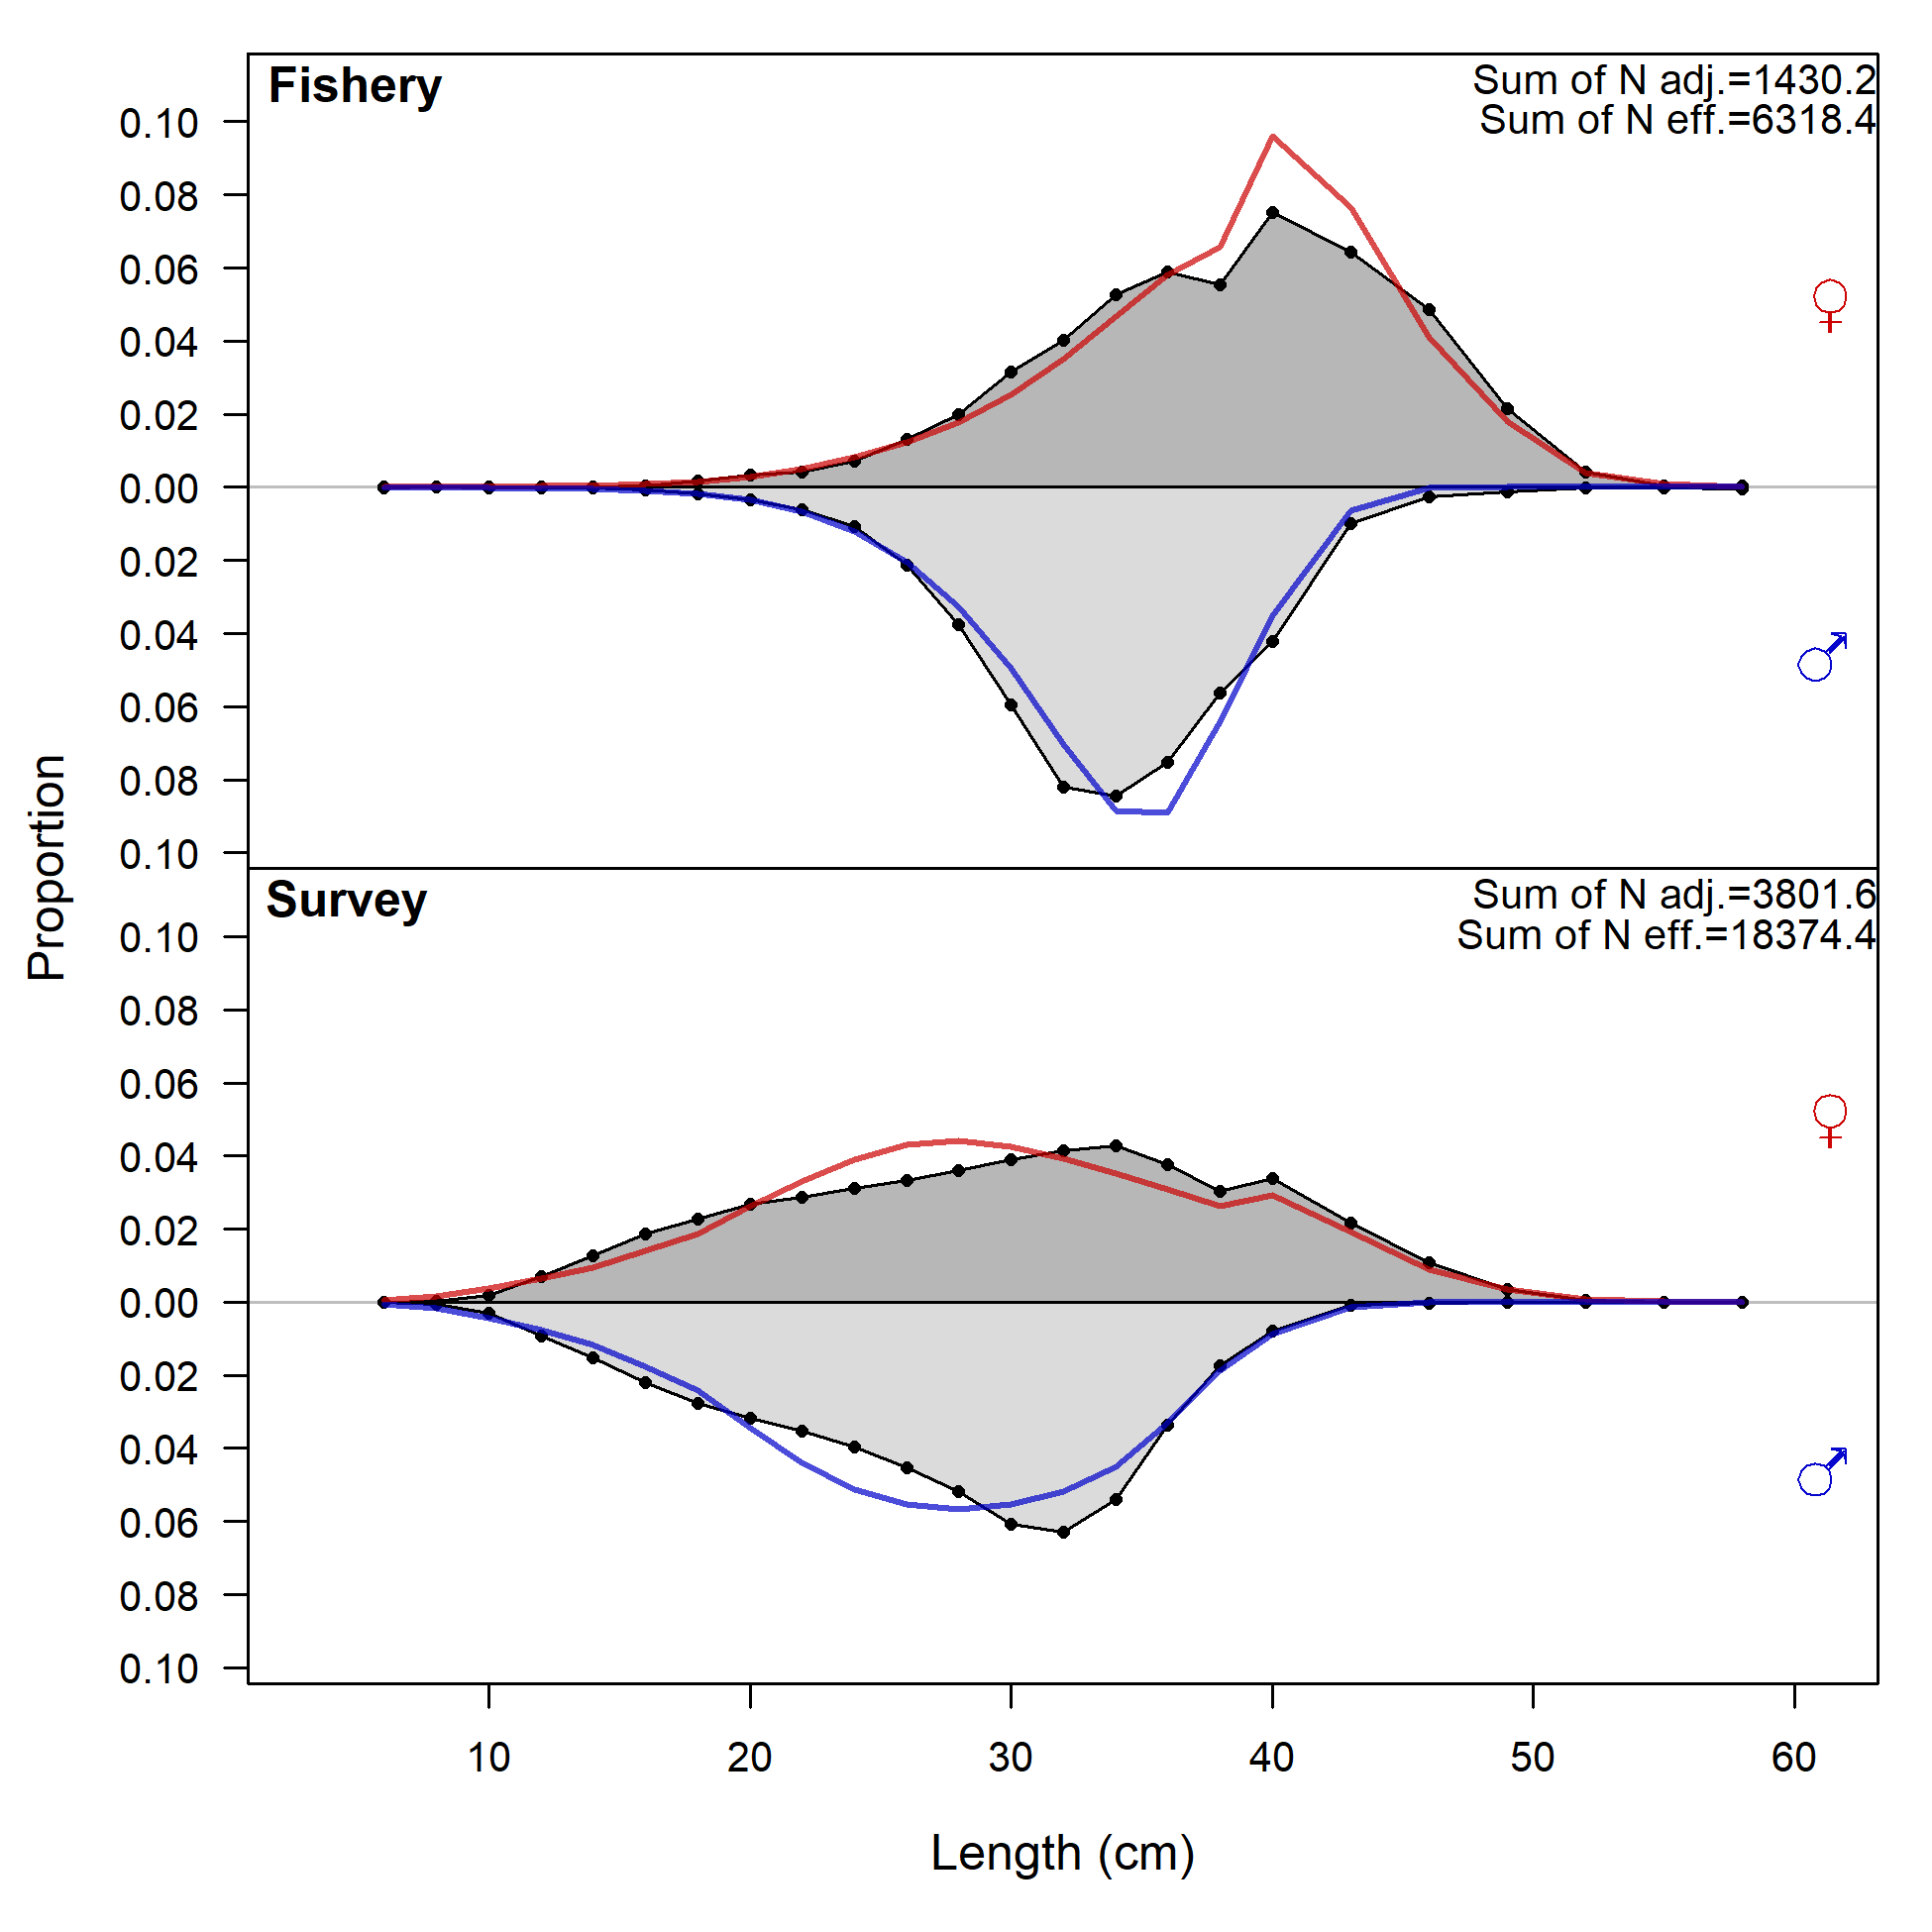 Fishery
Sum of N adj.=1430.2
Sum of N eff.=6318.4
0.10
0.08
0.06
♀
0.04
0.02
0.00
0.02
0.04
♂
0.06
0.08
0.10
Survey
Sum of N adj.=3801.6
Sum of N eff.=18374.4
0.10
0.08
0.06
♀
0.04
0.02
0.00
0.02
0.04
♂
0.06
0.08
0.10
Proportion
10 20 30 40 50 60
Length (cm)